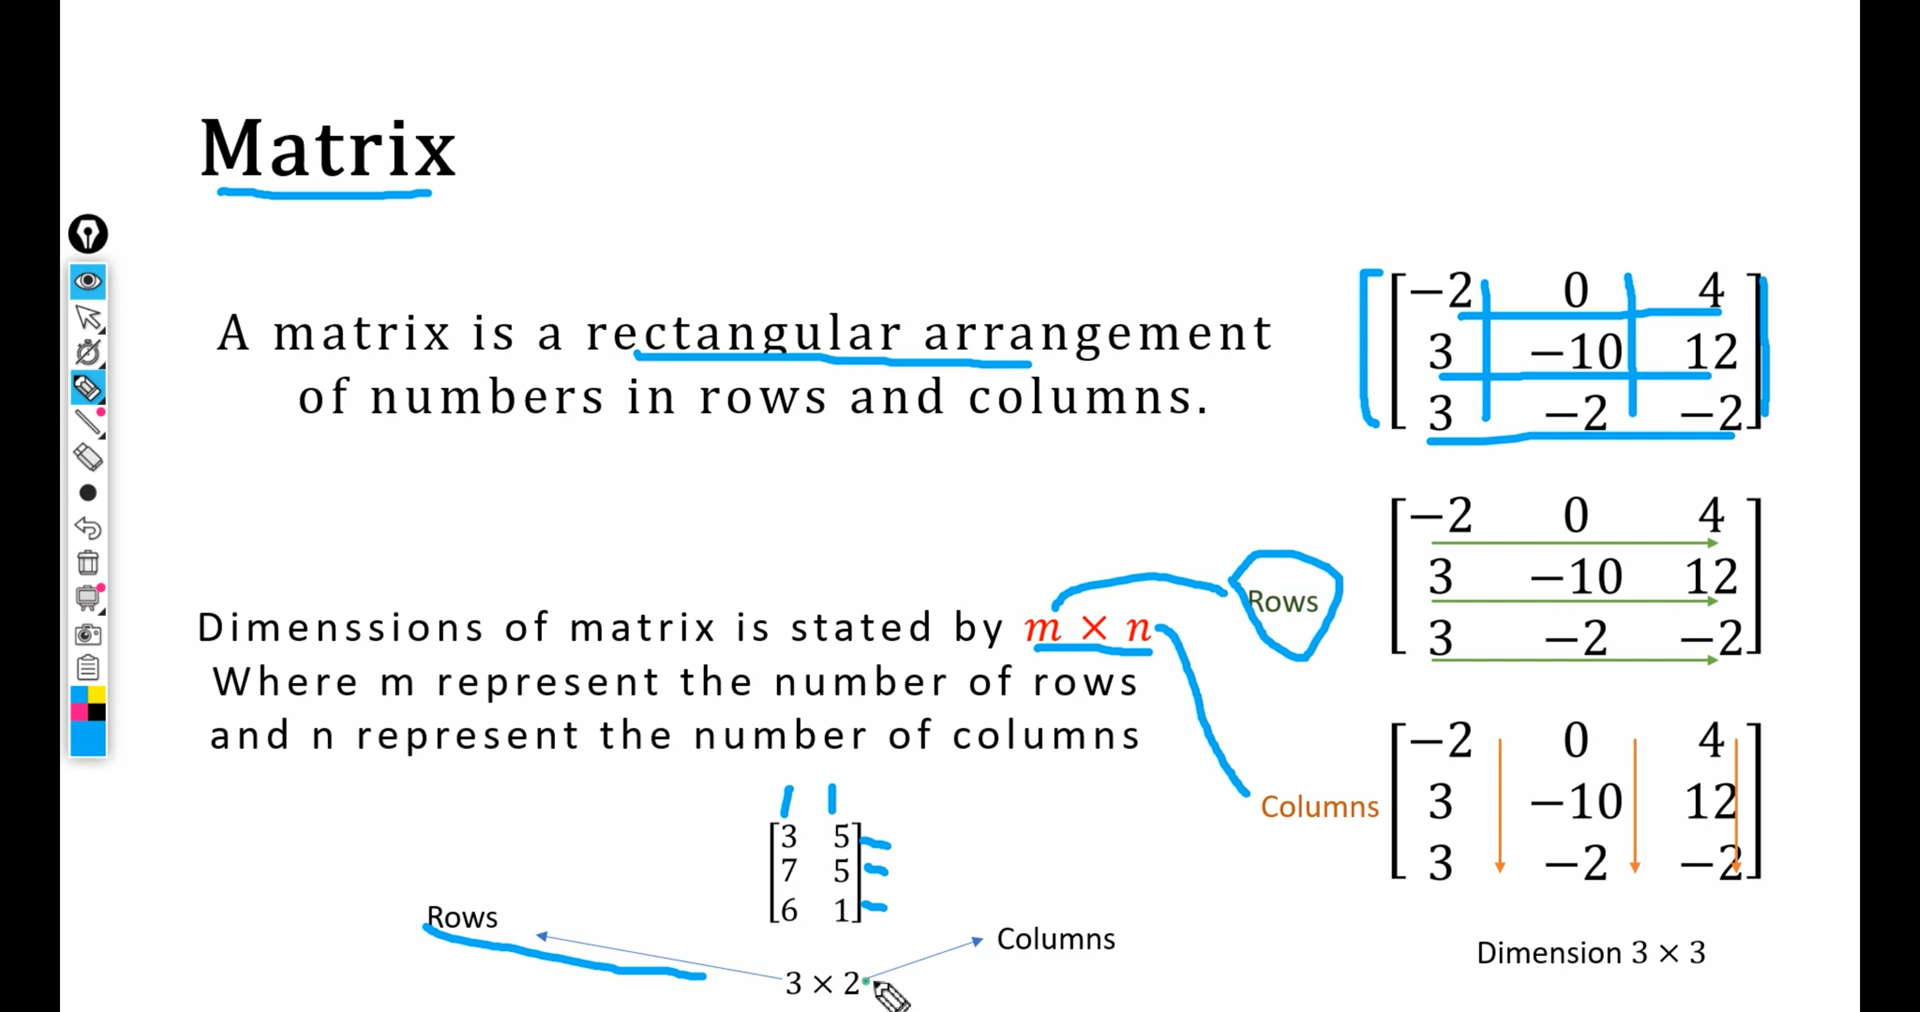 Matrix
A matrix is a rectangular arrangement
of numbers in rows and columns.
−2 0 4
3 −10 12
3 −2 −2
Dimenssions of matrix is stated by m × n
Where m represent the number of rows
and n represent the number of columns
Rows
−2 0 4
3 −10 12
3 −2 −2
Columns
−2 0 4
3 −10 12
3 −2 −2
Dimension 3 × 3
3 5
7 5
6 1
Rows
Columns
3 × 2